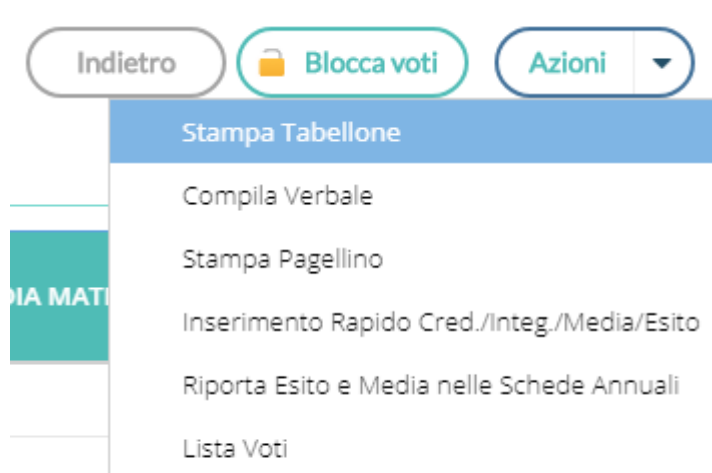 Indietro
Blocca voti
Azioni
Stampa Tabellone
Compila Verbale
Stampa Pagellino
Inserimento Rapido Cred./Integ./Media/Esito
Riporta Esito e Media nelle Schede Annuali
Lista Voti